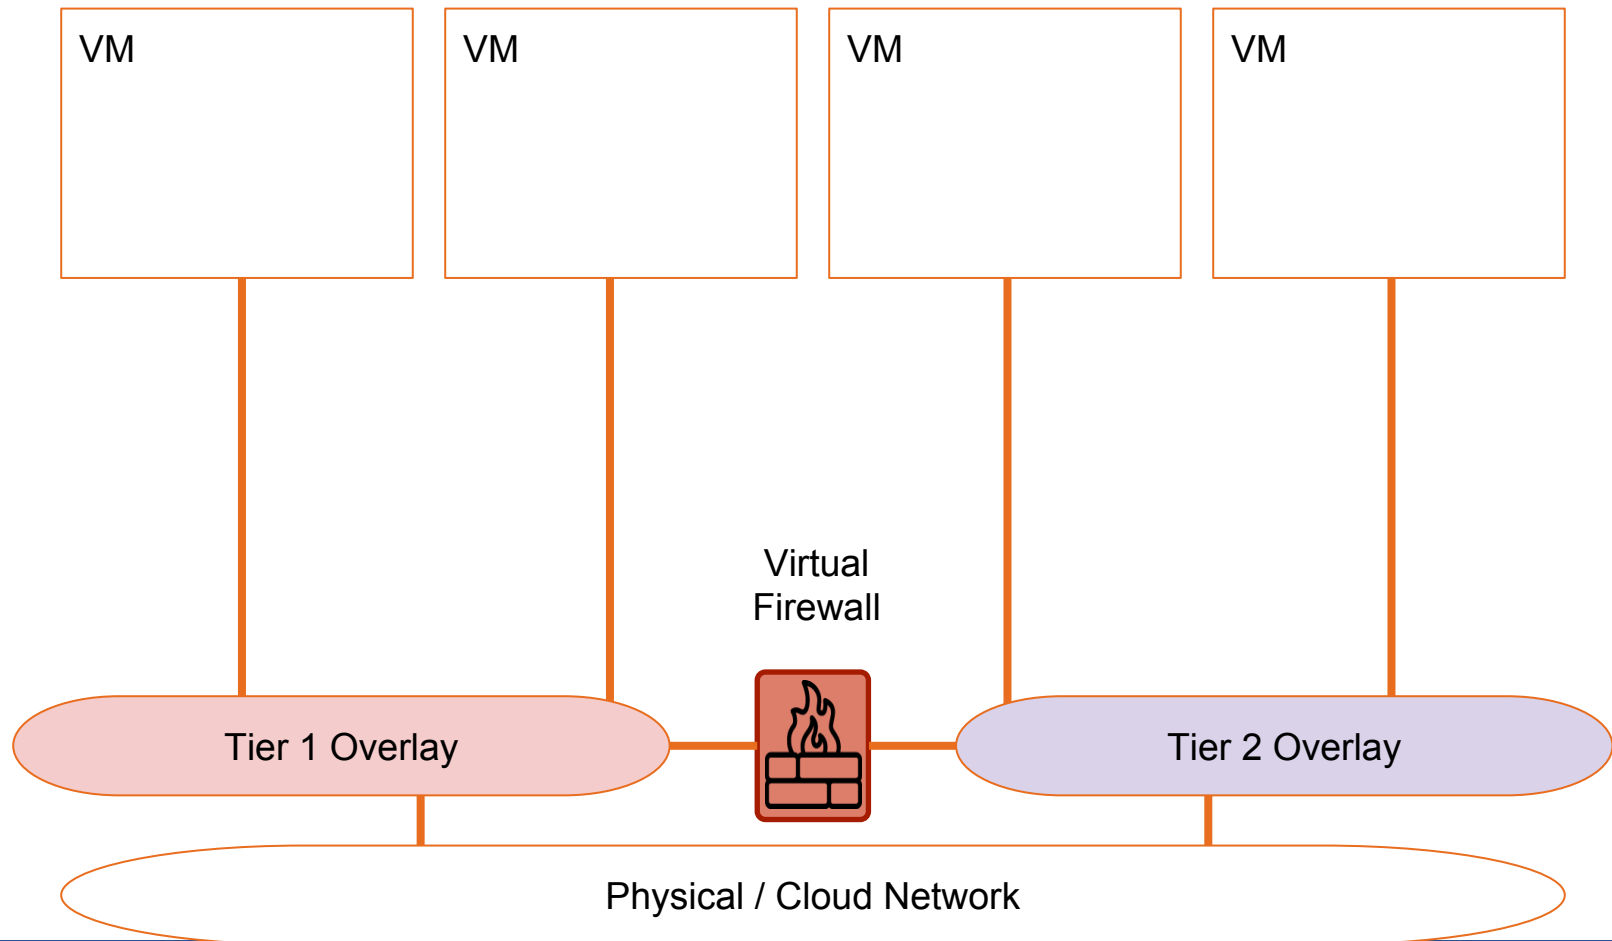 VM
VM
VM
VM
Virtual
Firewall
Tier 1 Overlay
Tier 2 Overlay
Physical / Cloud Network